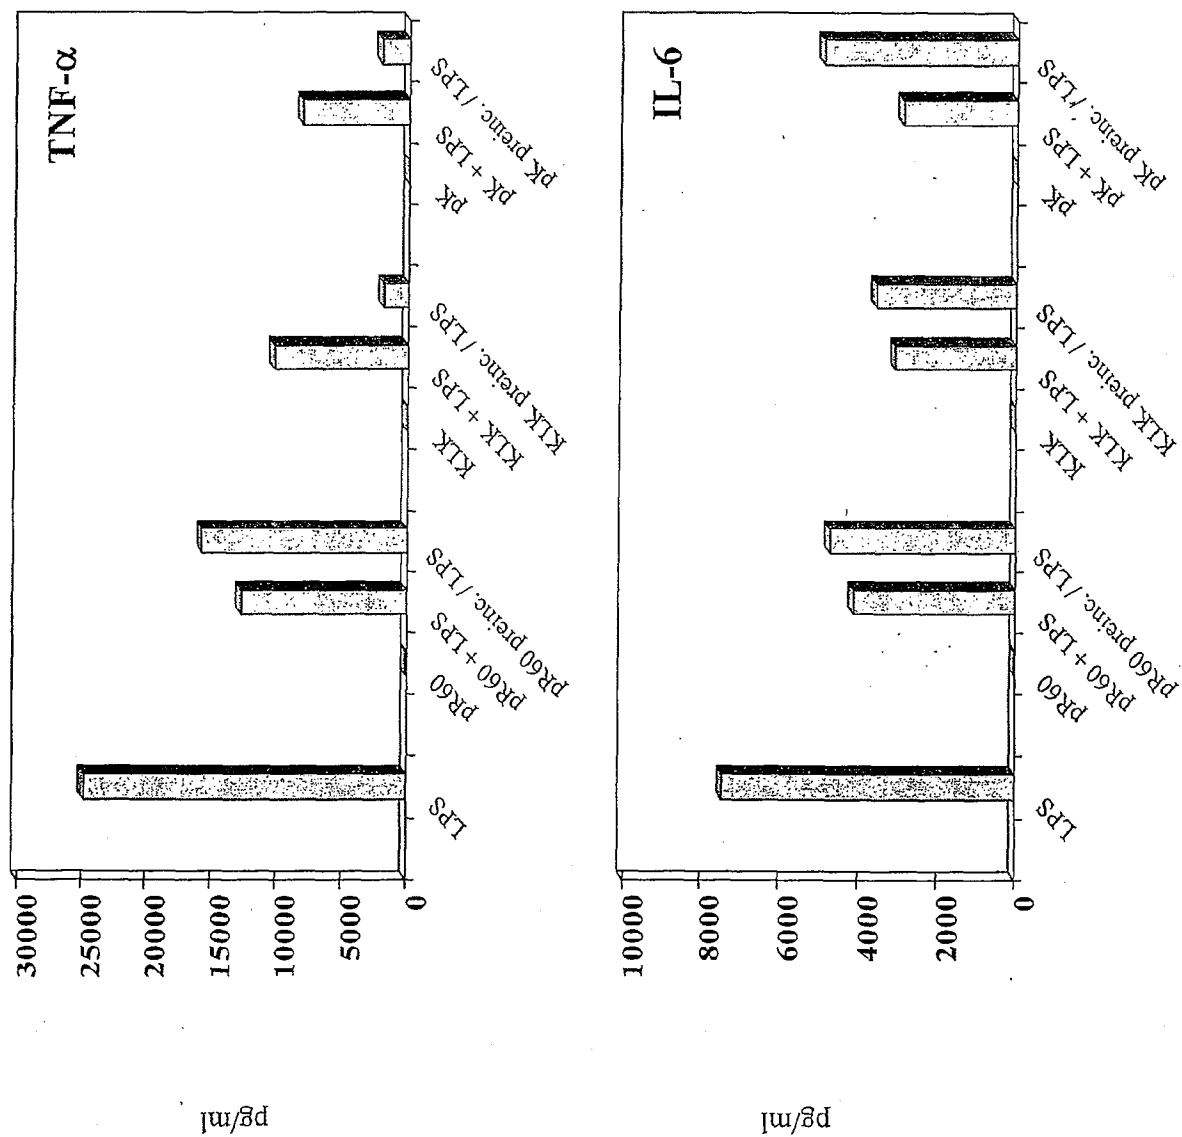 TNF-α
pg/ml
30000
25000
20000
15000
10000
5000
0
LPS
pR60
pR60 + LPS
pR60 preinc. / LPS
KLK
KLK + LPS
KLK preinc. / LPS
pK
pK + LPS
pK preinc. / LPS
IL-6
pg/ml
10000
8000
6000
4000
2000
0
LPS
pR60
pR60 + LPS
pR60 preinc. / LPS
KLK
KLK + LPS
KLK preinc. / LPS
pK
pK + LPS
pK preinc. / LPS